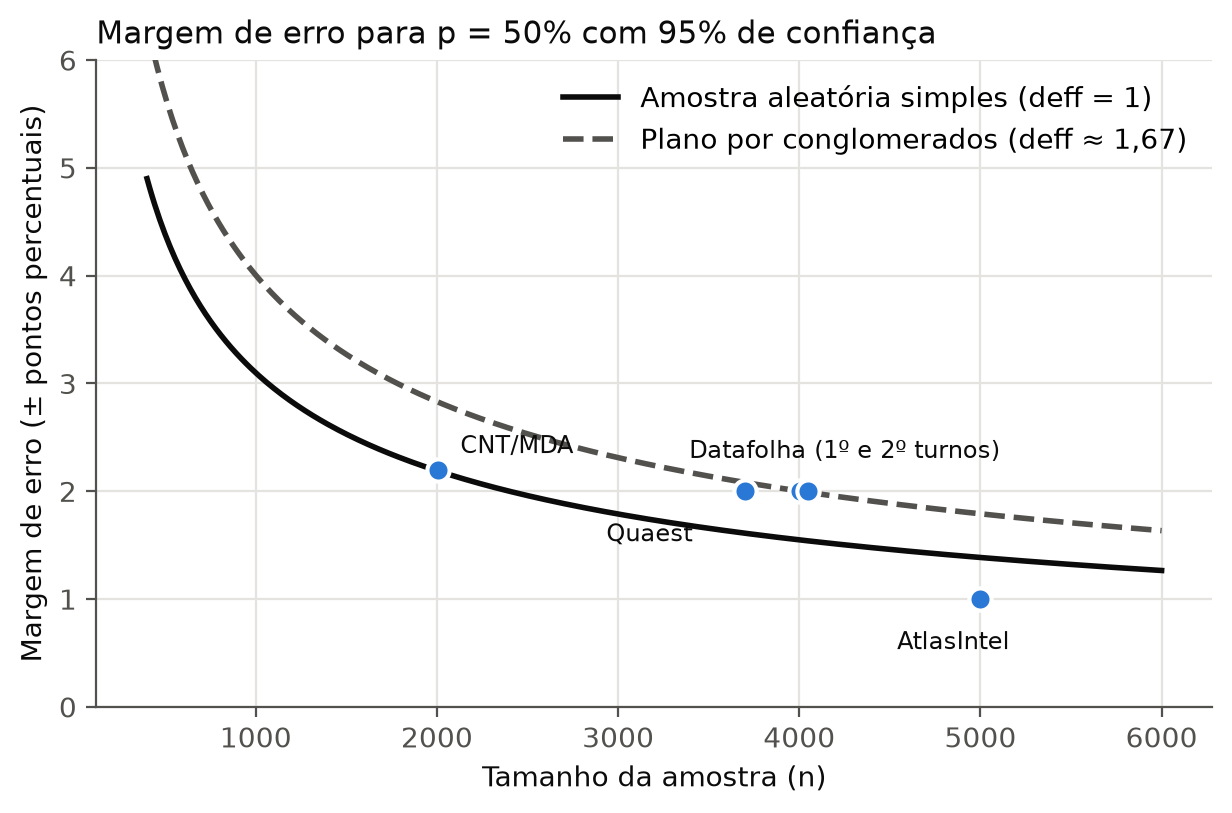 Margem de erro para p = 50% com 95% de confiança
Amostra aleatória simples (deff = 1)
Plano por conglomerados (deff ≈ 1,67)
Margem de erro (± pontos percentuais)
6
5
4
3
2
1
0
CNT/MDA
Datafolha (1º e 2º turnos)
Quaest
AtlasIntel
1000 2000 3000 4000 5000 6000
Tamanho da amostra (n)